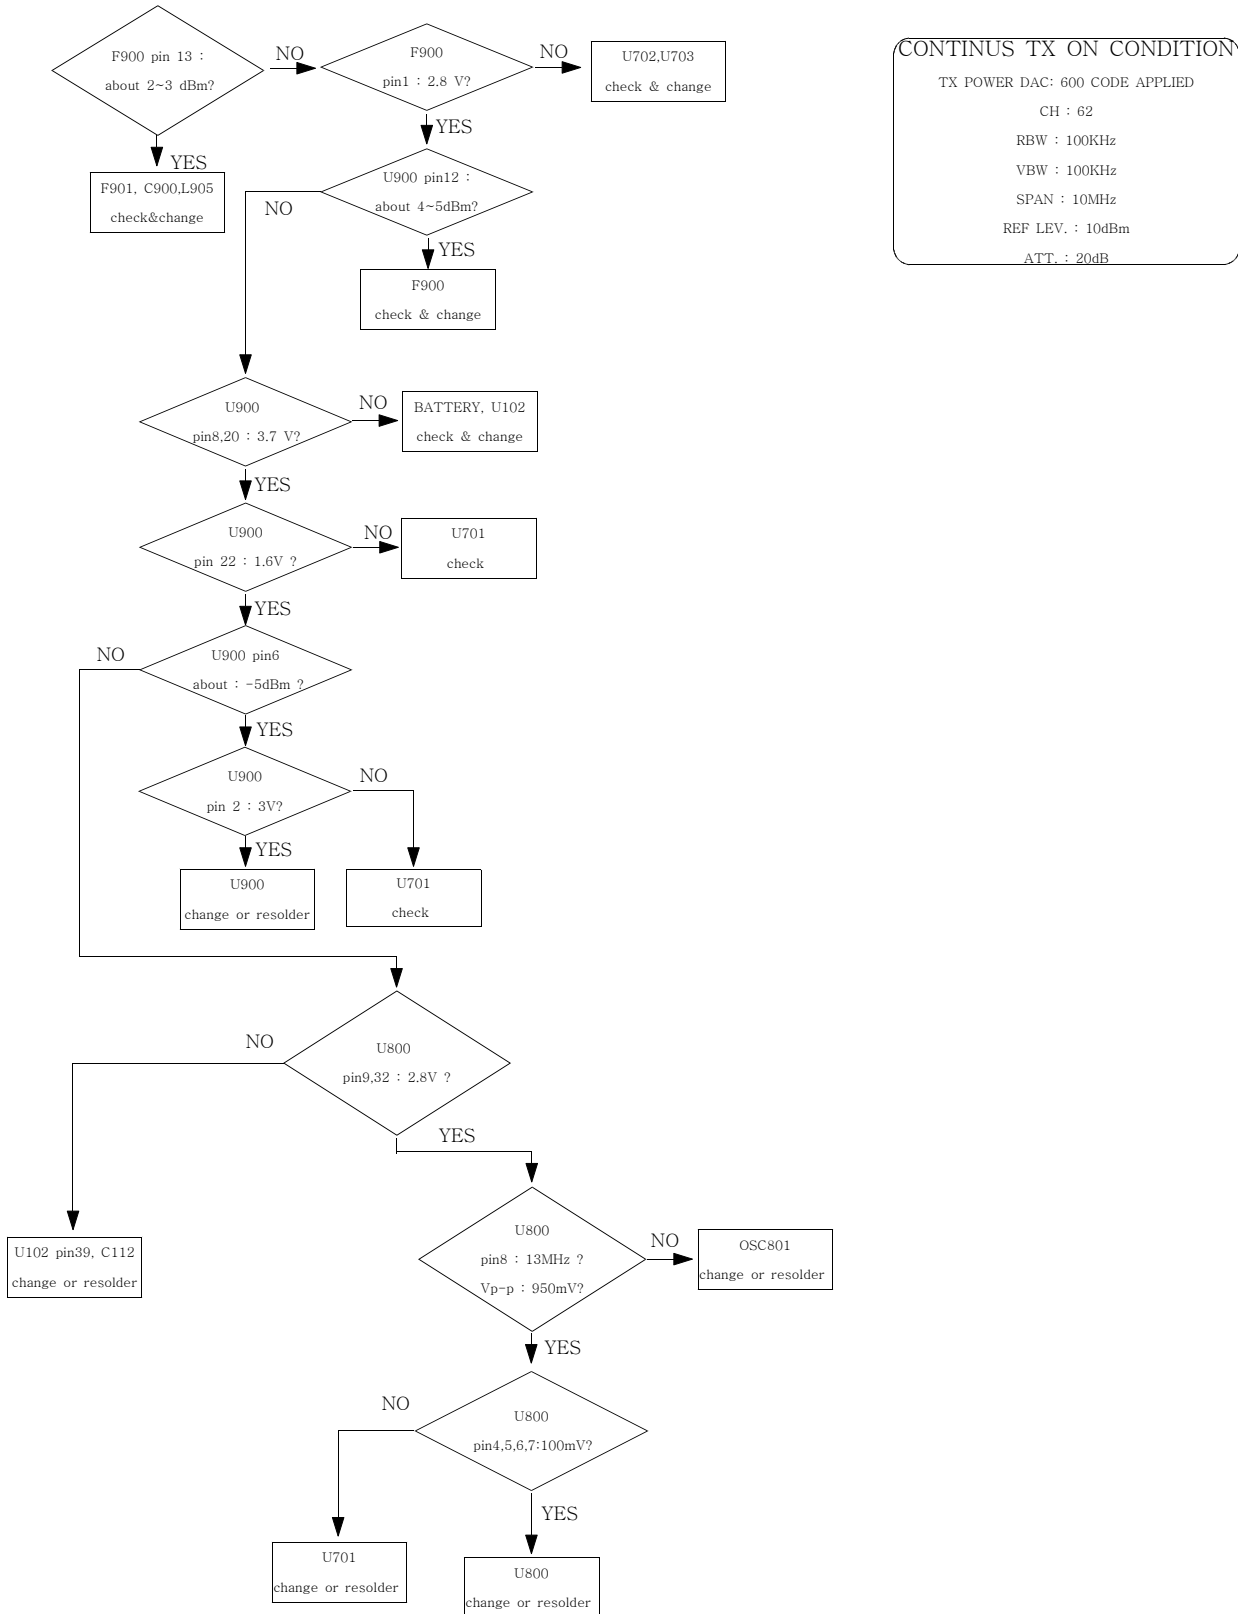 F900 pin 13 :
about 2~3 dBm?
NO
F900
pin1 : 2.8 V?
NO
U702,U703
check & change
CONTINUS TX ON CONDITION
TX POWER DAC: 600 CODE APPLIED
CH : 62
RBW : 100KHz
VBW : 100KHz
SPAN : 10MHz
REF LEV. : 10dBm
ATT. : 20dB
YES
F901, C900,L905
check&change
YES
U900 pin12 :
about 4~5dBm?
NO
YES
F900
check & change
U900
pin8,20 : 3.7 V?
NO
BATTERY, U102
check & change
YES
U900
pin 22 : 1.6V ?
NO
U701
check
YES
NO
U900 pin6
about : -5dBm ?
YES
U900
pin 2 : 3V?
NO
YES
U900
change or resolder
U701
check
NO
U800
pin9,32 : 2.8V ?
YES
U102 pin39, C112
change or resolder
U800
pin8 : 13MHz ?
Vp-p : 950mV?
NO
OSC801
change or resolder
YES
NO
U800
pin4,5,6,7:100mV?
YES
U701
change or resolder
U800
change or resolder